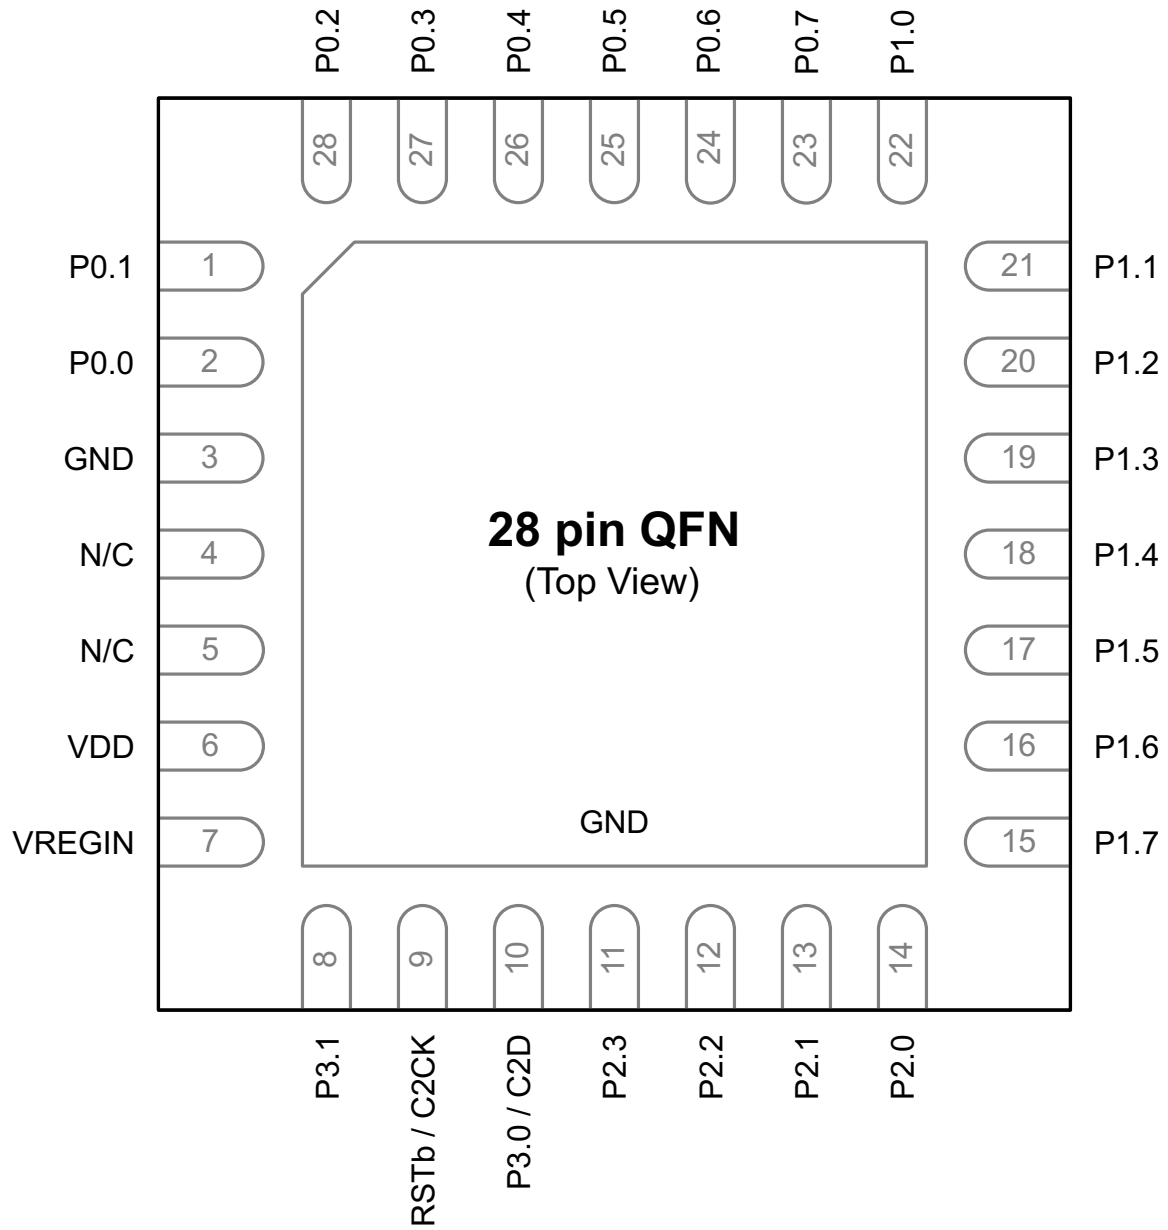 P0.2
P0.3
P0.4
P0.5
P0.6
P0.7
P1.0
28
27
26
25
24
23
22
P0.1
1
21
P1.1
P0.0
2
20
P1.2
GND
3
19
P1.3
28 pin QFN
(Top View)
N/C
4
18
P1.4
N/C
5
17
P1.5
VDD
6
16
P1.6
GND
VREGIN
7
15
P1.7
8
9
10
11
12
13
14
P3.1
RSTb / C2CK
P3.0 / C2D
P2.3
P2.2
P2.1
P2.0